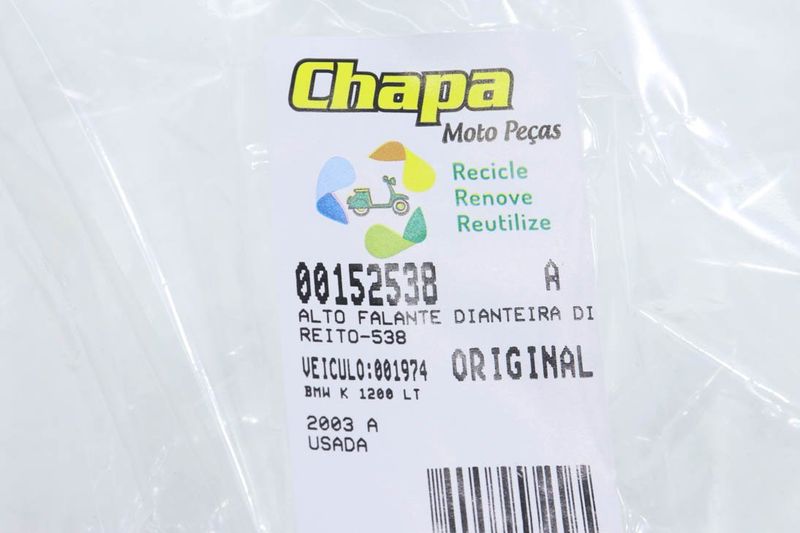 Chapa
Moto Peças
Recicle
Renove
Reutilize
00152538 A
ALTO FALANTE DIANTEIRA DI
REITO-538
VEICULO:001974 ORIGINAL
BMW K 1200 LT
2003 A
USADA